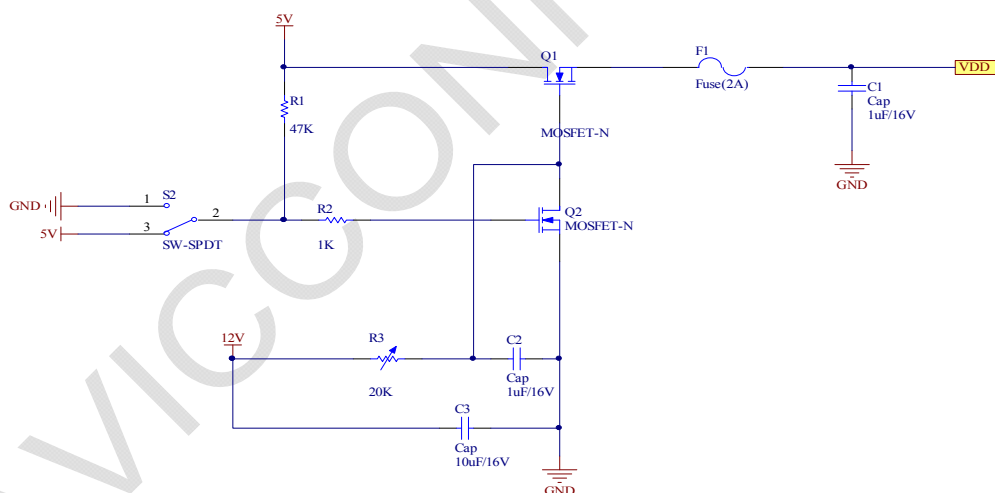 5V
Q1
F1
Fuse(2A)
VDD
C1
Cap
1uF/16V
R1
47K
MOSFET-N
GND
GND
1
S2
2
R2
Q2
MOSFET-N
5V
3
SW-SPDT
1K
12V
R3
C2
20K
Cap
1uF/16V
C3
Cap
10uF/16V
GND